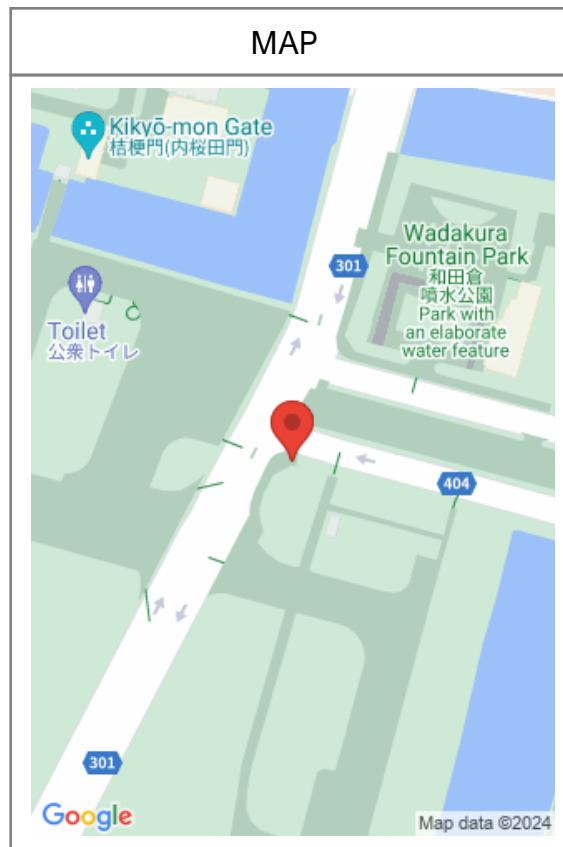 MAP
Kikyō-mon Gate
桔梗門(内桜田門)
301
Wadakura
Fountain Park
和田倉
噴水公園
Park with
an elaborate
water feature
Toilet
公衆トイレ
404
301
Google
Map data ©2024